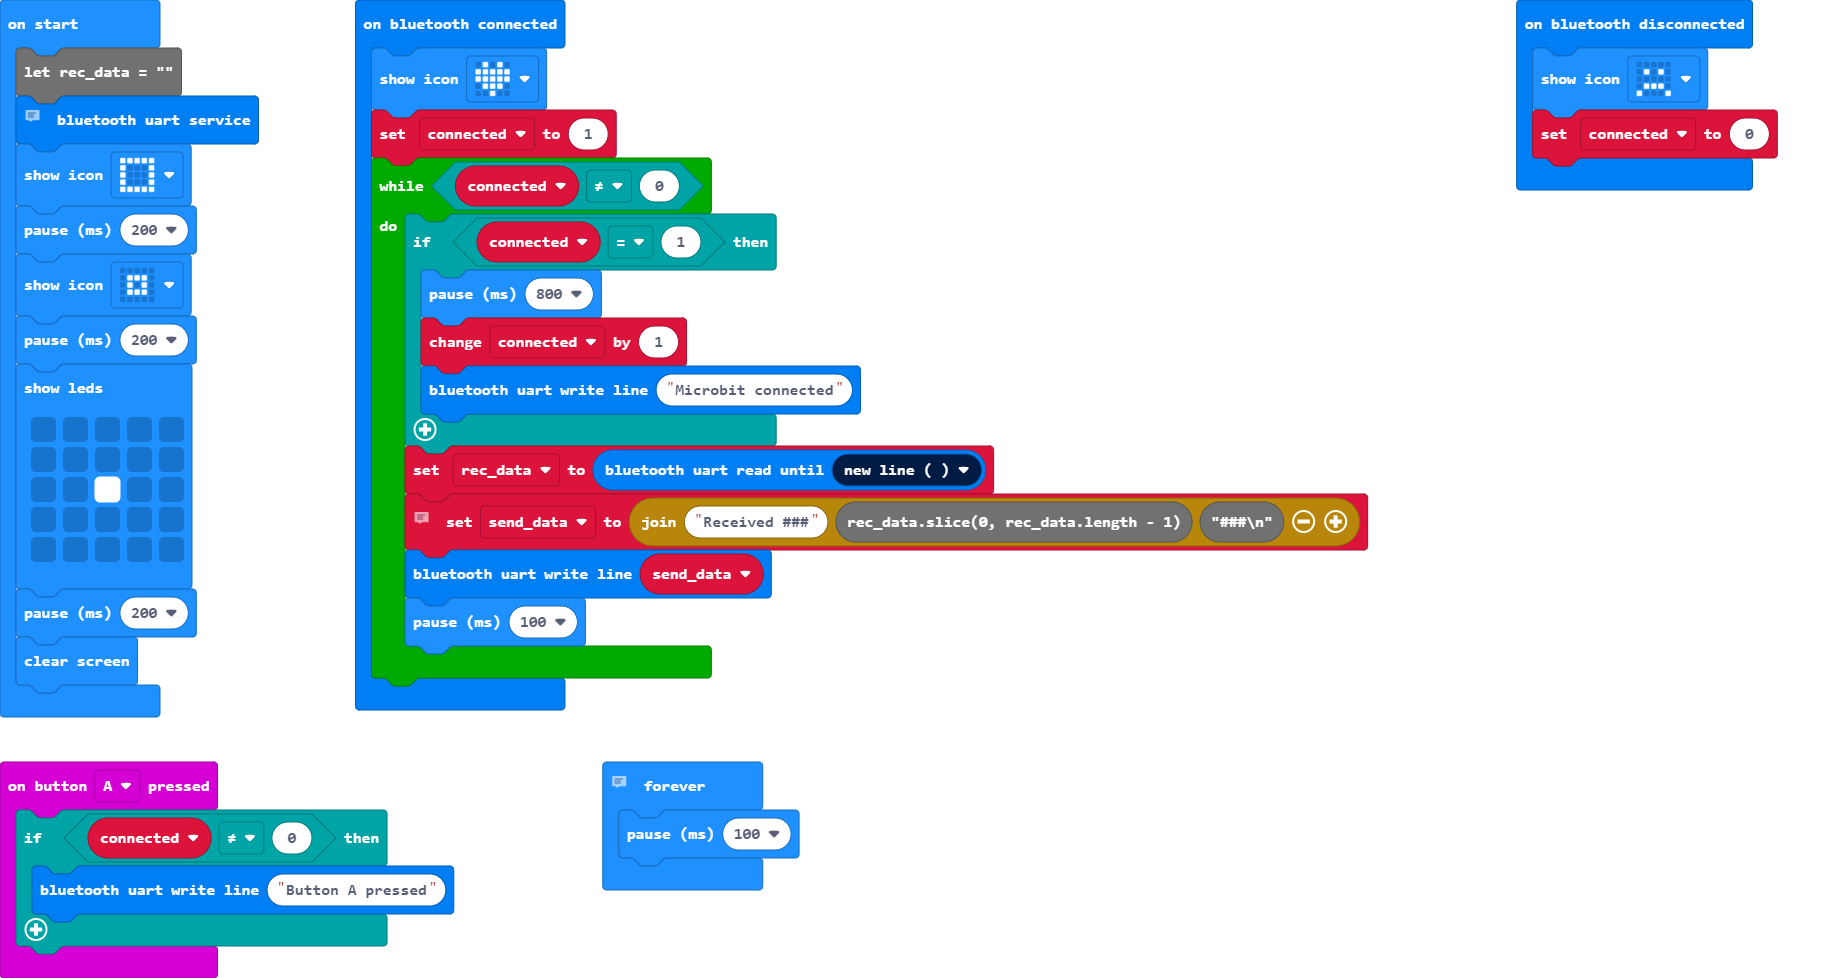 on start
let rec_data = ""
bluetooth uart service
show icon
pause (ms) 200
show icon
pause (ms) 200
show leds
pause (ms) 200
clear screen
on bluetooth connected
show icon
set connected to 1
while connected ≠ 0
do
if connected = 1 then
pause (ms) 800
change connected by 1
bluetooth uart write line "Microbit connected"
set rec_data to bluetooth uart read until new line ( )
set send_data to join "Received ###" rec_data.slice(0, rec_data.length - 1) "###\n"
bluetooth uart write line send_data
pause (ms) 100
on bluetooth disconnected
show icon
set connected to 0
on button A pressed
if connected ≠ 0 then
bluetooth uart write line "Button A pressed"
forever
pause (ms) 100